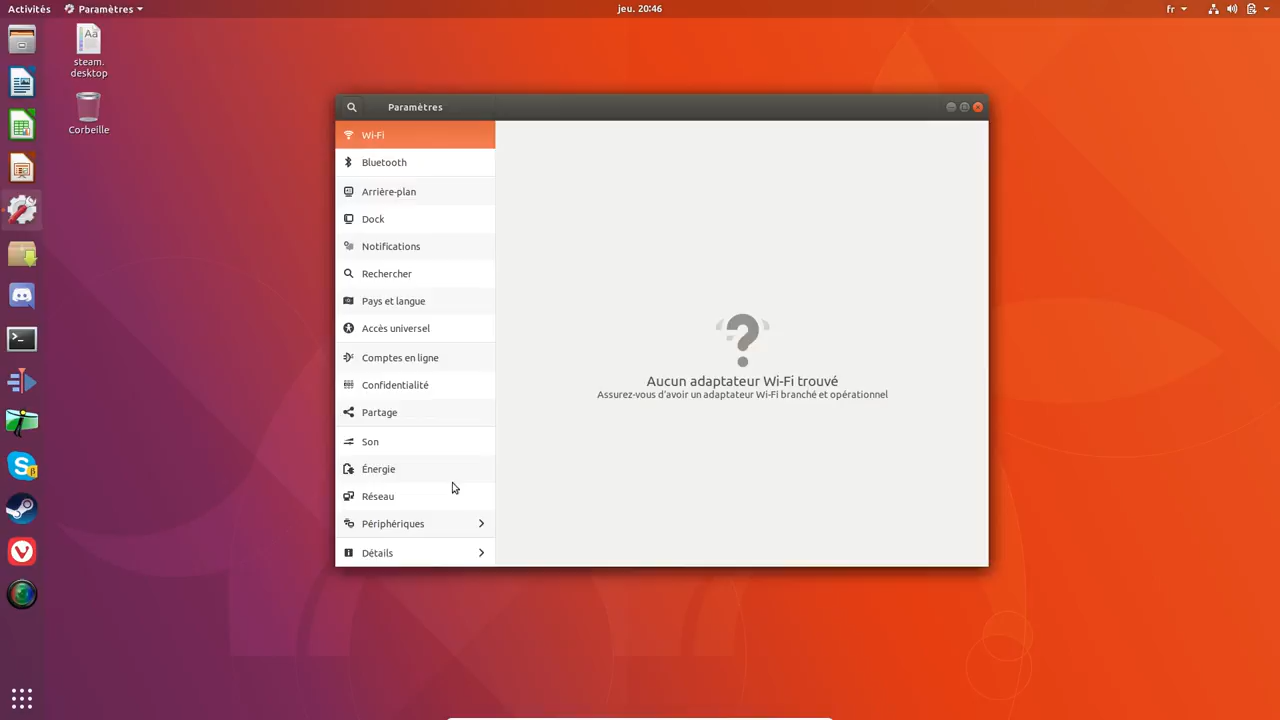 Activités
Paramètres
jeu. 20:46
fr
Aa
steam.
desktop
Corbeille
Paramètres
Wi-Fi
Bluetooth
Arrière-plan
Dock
Notifications
Rechercher
Pays et langue
Accès universel
Comptes en ligne
Confidentialité
Partage
Son
Énergie
Réseau
Périphériques
Détails
Aucun adaptateur Wi-Fi trouvé
Assurez-vous d'avoir un adaptateur Wi-Fi branché et opérationnel